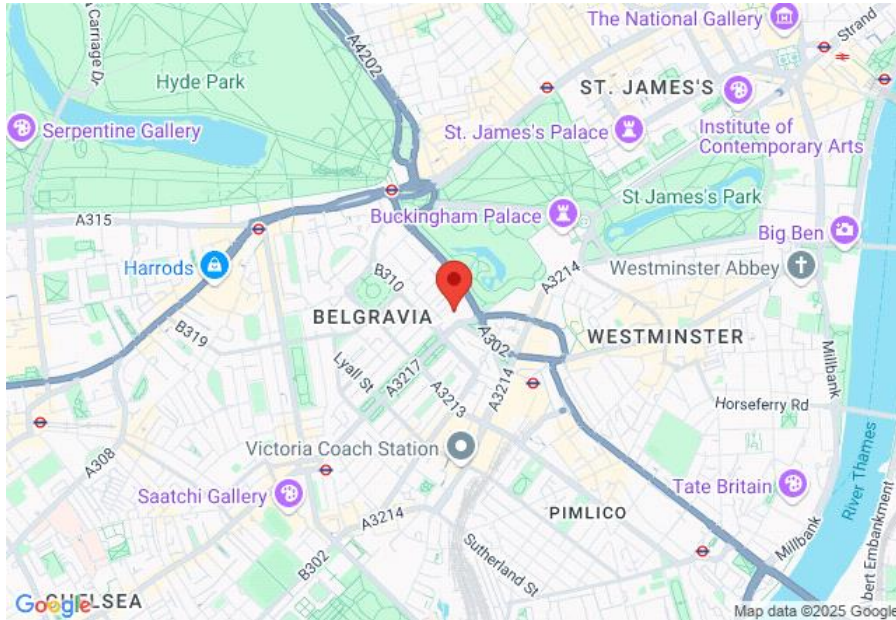 The National Gallery
Strand
A Carriage Dr.
A4202
Hyde Park
ST. JAMES'S
Serpentine Gallery
St. James's Palace
Institute of
Contemporary Arts
St James's Park
A315
Buckingham Palace
Big Ben
Harrods
B310
A3214
Westminster Abbey
BELGRAVIA
B319
A302
WESTMINSTER
Millbank
Lyall St
A3217
A3213
A3214
Horseferry Rd
A308
Victoria Coach Station
Saatchi Gallery
Tate Britain
River Thames
A3214
PIMLICO
B302
Sutherland St
Millbank
bert Embankment
CHELSEA
Google
Map data ©2025 Google